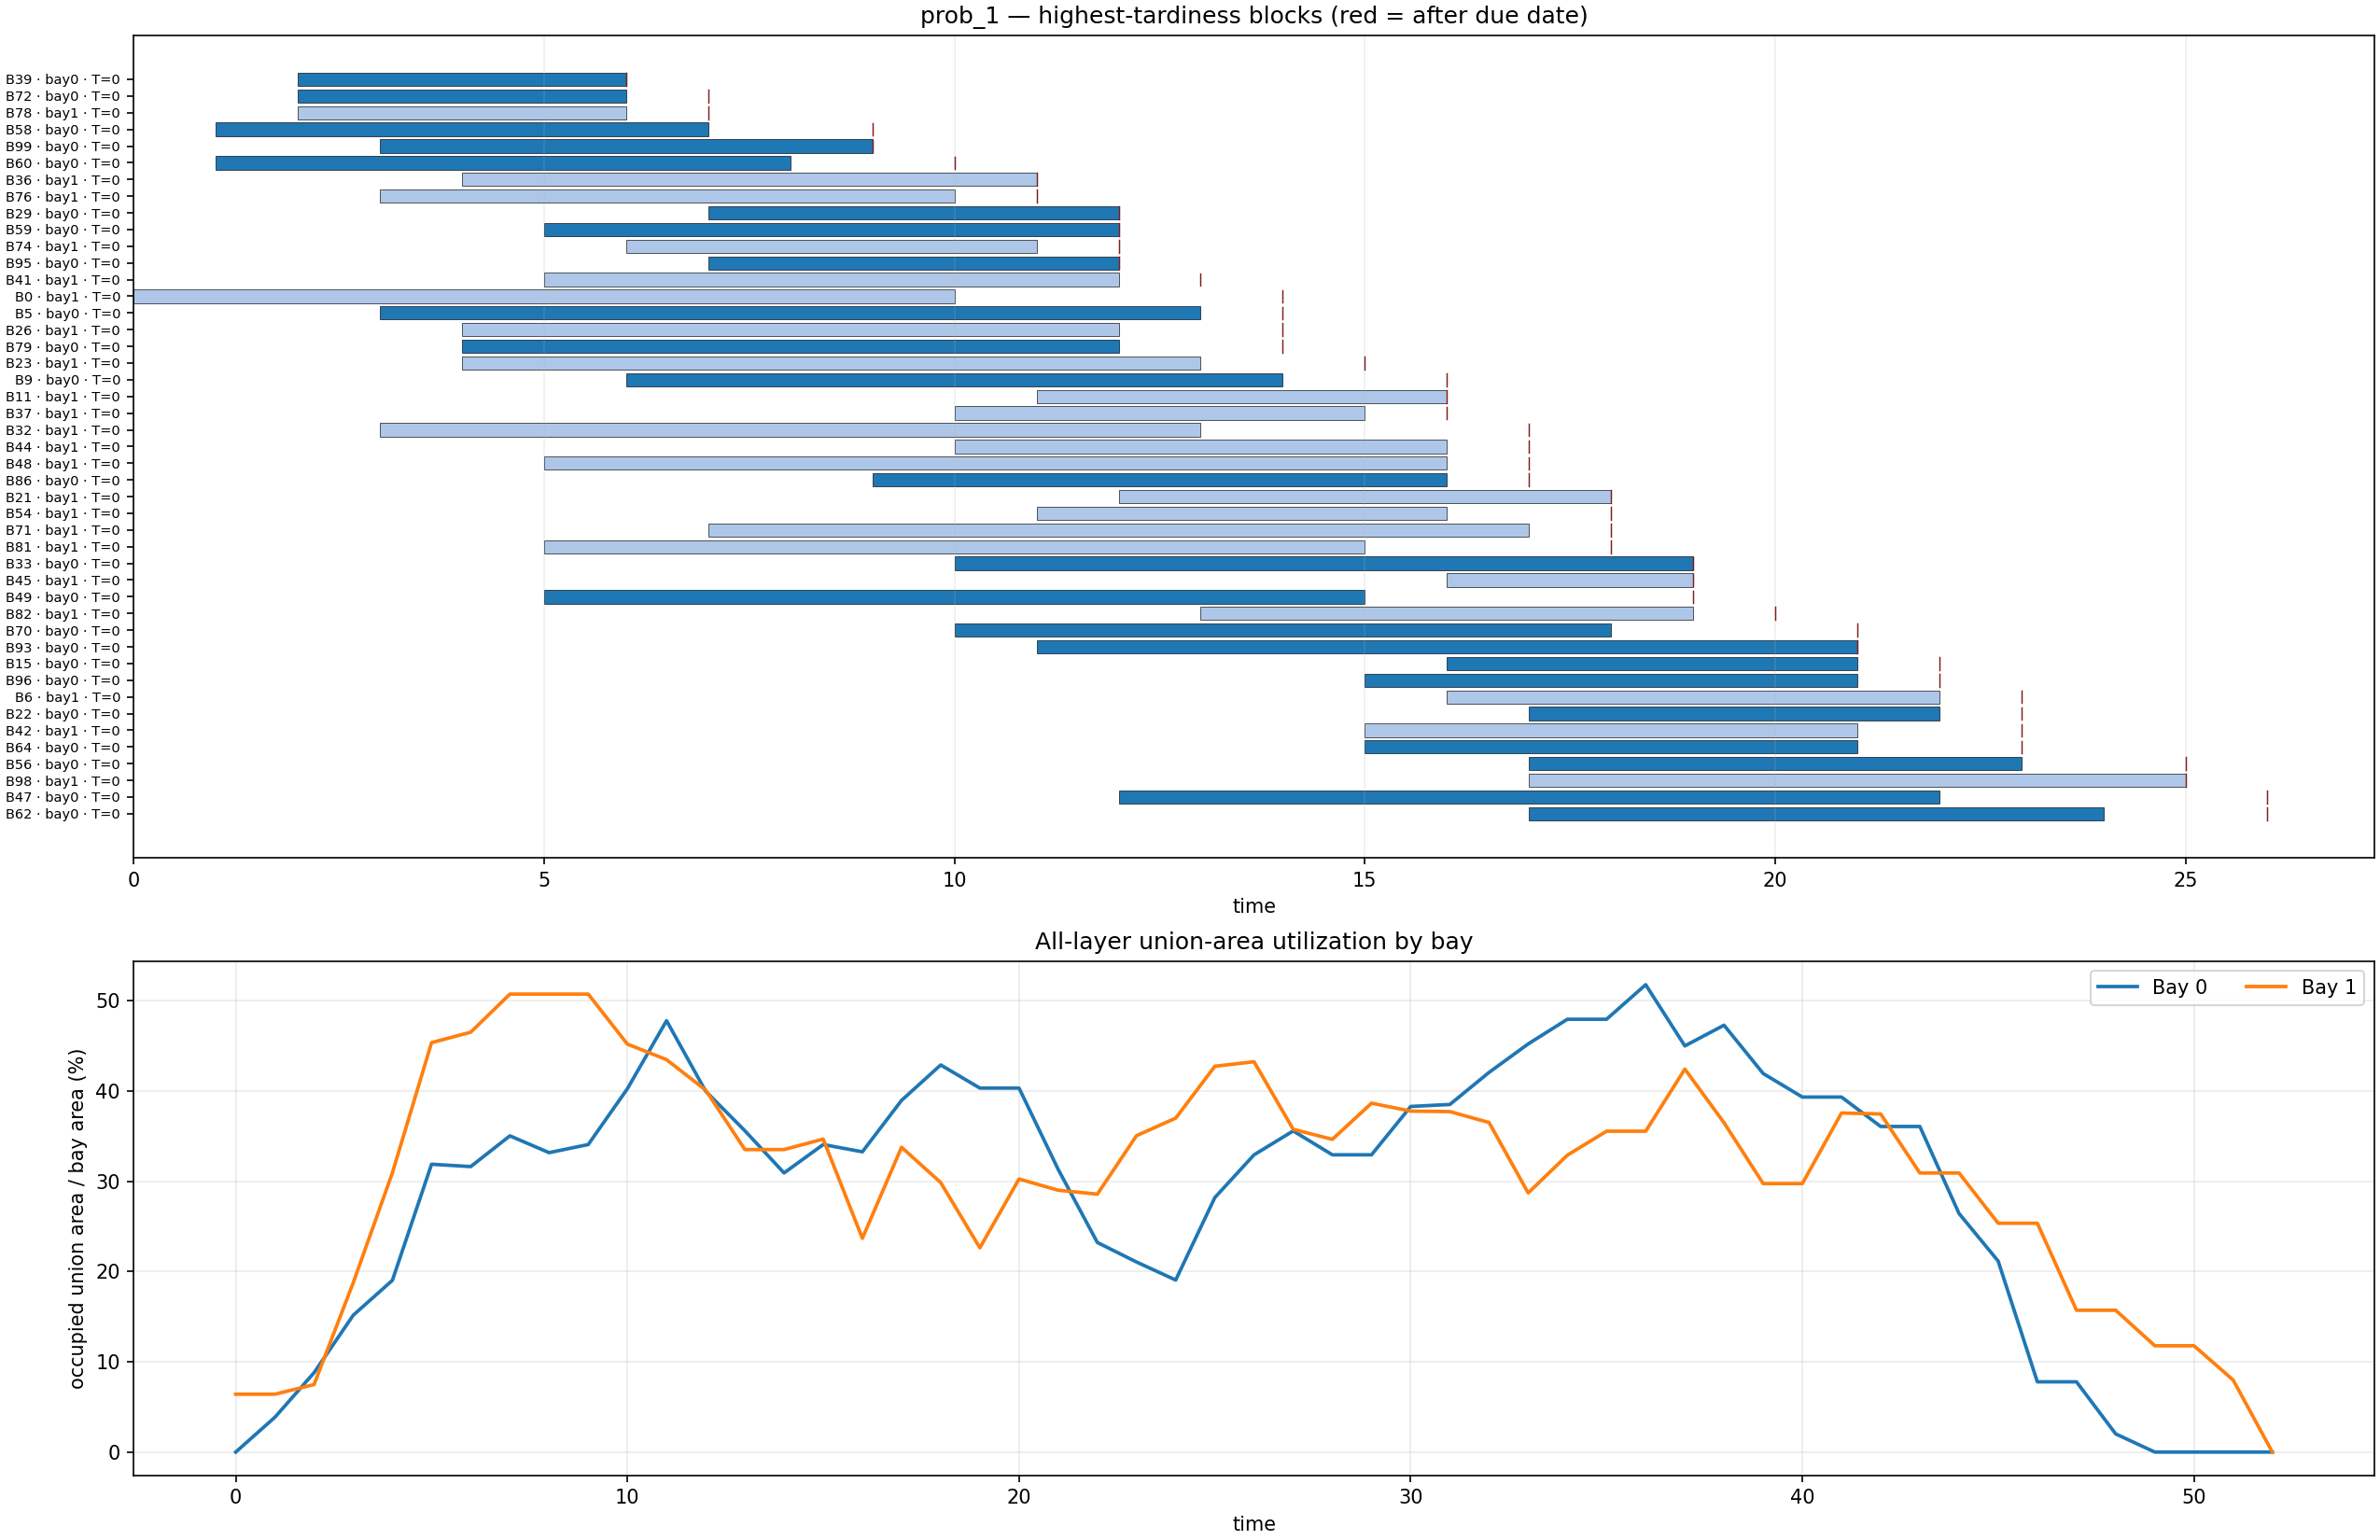 prob_1 — highest-tardiness blocks (red = after due date)
B39 · bay0 · T=0
B72 · bay0 · T=0
B78 · bay1 · T=0
B58 · bay0 · T=0
B99 · bay0 · T=0
B60 · bay0 · T=0
B36 · bay1 · T=0
B76 · bay1 · T=0
B29 · bay0 · T=0
B59 · bay0 · T=0
B74 · bay1 · T=0
B95 · bay0 · T=0
B41 · bay1 · T=0
B0 · bay1 · T=0
B5 · bay0 · T=0
B26 · bay1 · T=0
B79 · bay0 · T=0
B23 · bay1 · T=0
B9 · bay0 · T=0
B11 · bay1 · T=0
B37 · bay1 · T=0
B32 · bay1 · T=0
B44 · bay1 · T=0
B48 · bay1 · T=0
B86 · bay0 · T=0
B21 · bay1 · T=0
B54 · bay1 · T=0
B71 · bay1 · T=0
B81 · bay1 · T=0
B33 · bay0 · T=0
B45 · bay1 · T=0
B49 · bay0 · T=0
B82 · bay1 · T=0
B70 · bay0 · T=0
B93 · bay0 · T=0
B15 · bay0 · T=0
B96 · bay0 · T=0
B6 · bay1 · T=0
B22 · bay0 · T=0
B42 · bay1 · T=0
B64 · bay0 · T=0
B56 · bay0 · T=0
B98 · bay1 · T=0
B47 · bay0 · T=0
B62 · bay0 · T=0
0 5 10 15 20 25
time
All-layer union-area utilization by bay
Bay 0 Bay 1
occupied union area / bay area (%)
50
40
30
20
10
0
0 10 20 30 40 50
time